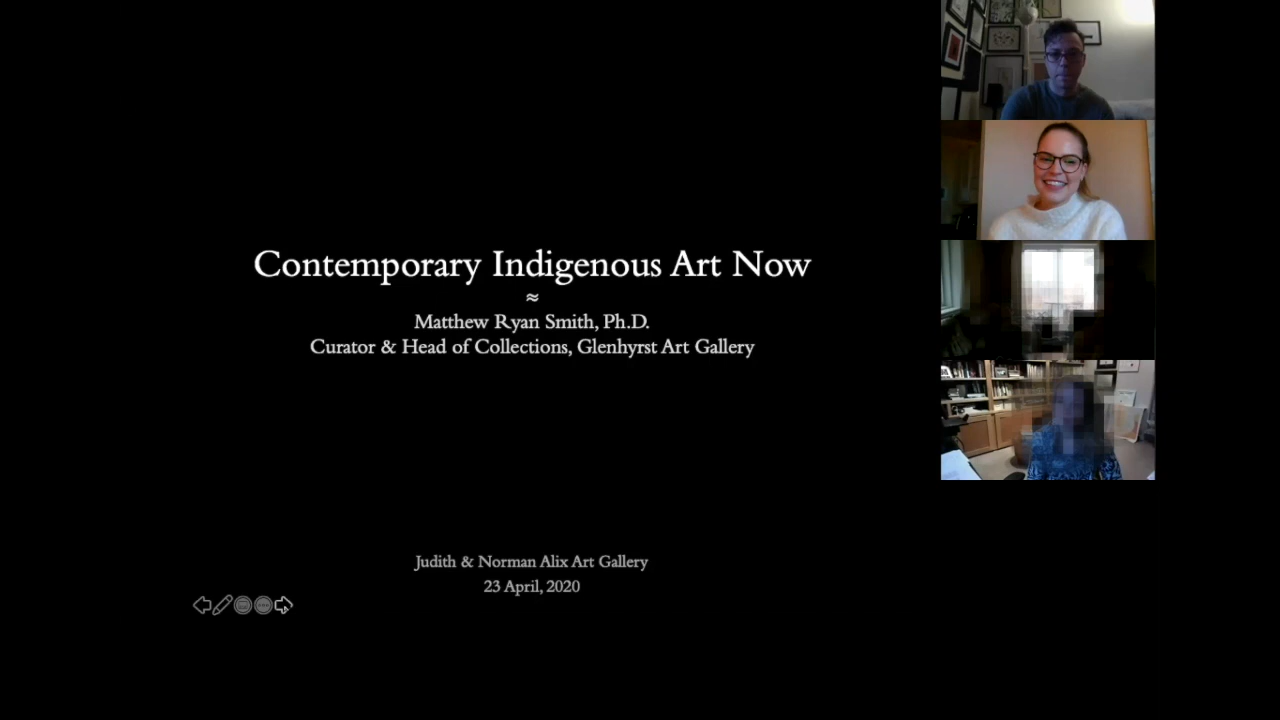 Contemporary Indigenous Art Now
≈
Matthew Ryan Smith, Ph.D.
Curator & Head of Collections, Glenhyrst Art Gallery
Judith & Norman Alix Art Gallery
23 April, 2020